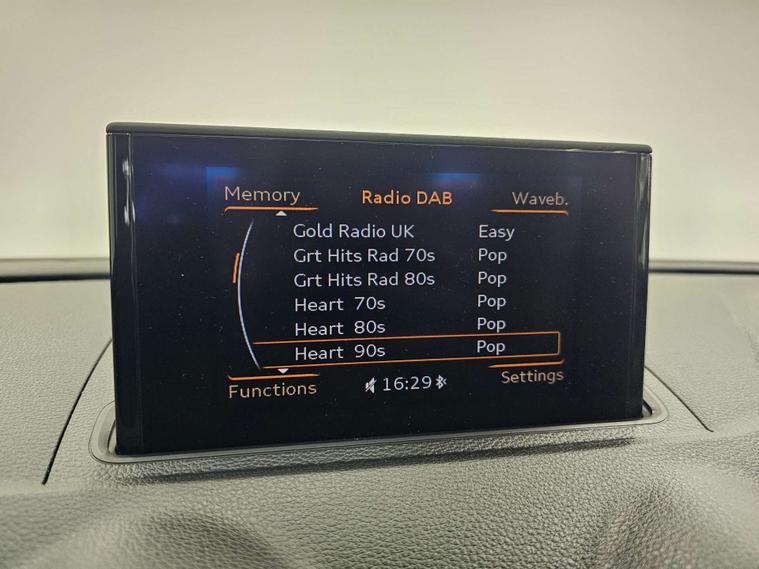 Memory Radio DAB Waveb.
Gold Radio UK Easy
Grt Hits Rad 70s Pop
Grt Hits Rad 80s Pop
Heart 70s Pop
Heart 80s Pop
Heart 90s Pop
Functions 16:29 Settings